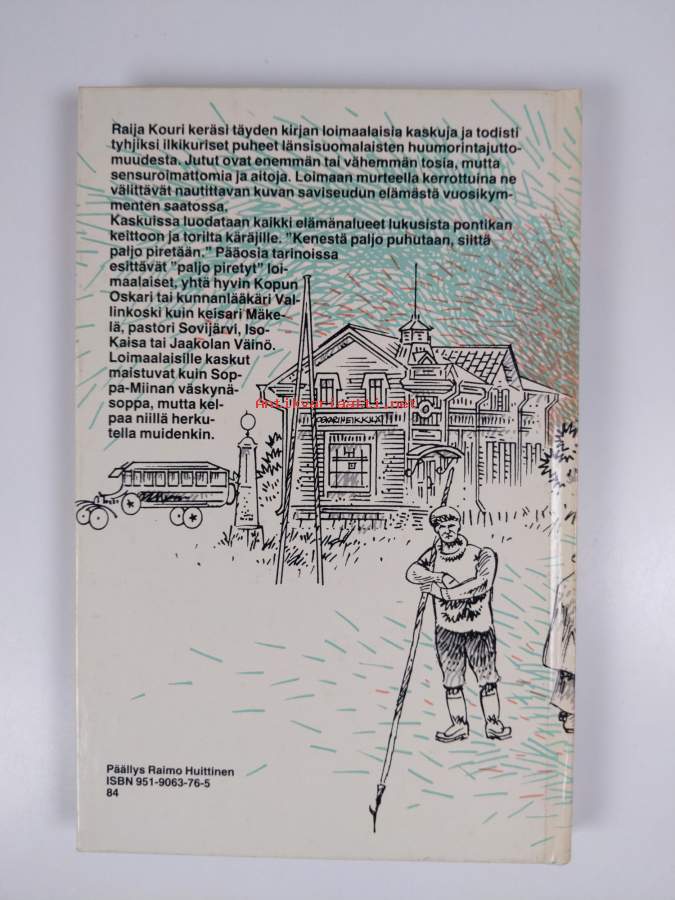 Raija Kouri keräsi täyden kirjan loimaalaisia kaskuja ja todisti
tyhjiksi ilkikuriset puheet länsisuomalaisten huumorintajutto-
muudesta. Jutut ovat enemmän tai vähemmän tosia, mutta
sensuroimattomia ja aitoja. Loimaan murteella kerrottuina ne
välittävät nautittavan kuvan saviseudun elämästä vuosikym-
menten saatossa.
Kaskuissa luodataan kaikki elämänalueet lukusista pontikan
keittoon ja torilta käräjille. "Kenestä paljo puhutaan, siittä
paljo piretään." Pääosia tarinoissa
esittävät "paljo piretyt" loi-
maalaiset, yhtä hyvin Kopun
Oskari tai kunnanlääkäri Val-
linkoski kuin keisari Mäke-
lä, pastori Sovijärvi, Iso-
Kaisa tai Jaakolan Väinö.
Loimaalaisille kaskut
maistuvat kuin Sop-
pa-Miinan väskynä-
soppa, mutta kel-
paa niillä herku-
tella muidenkin.
Antikvariaatti.net
Päällys Raimo Huittinen
ISBN 951-9063-76-5
84